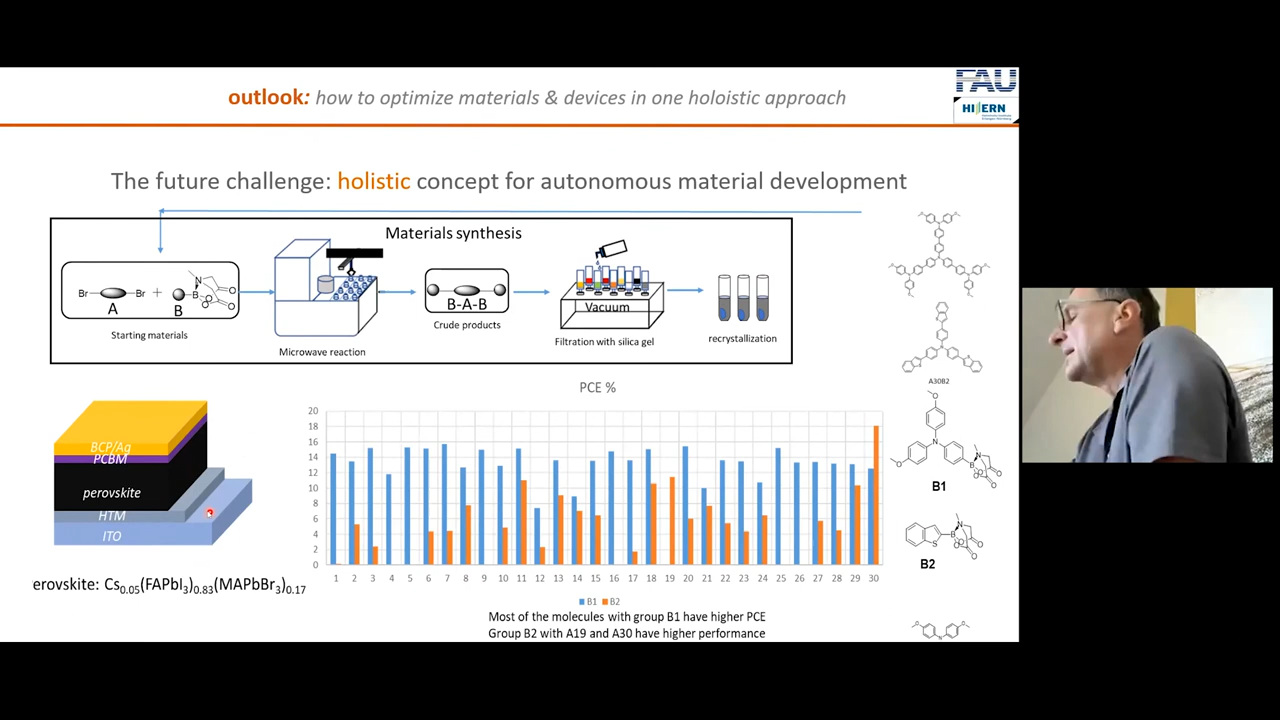 outlook: how to optimize materials & devices in one holoistic approach
FAU
HI ERN
The future challenge: holistic concept for autonomous material development
Materials synthesis
Br A Br + B
N
B O O
O O
B-A-B
Vacuum
Starting materials
Microwave reaction
Crude products
Filtration with silica gel
recrystallization
A30B2
PCE %
20
18
16
14
12
10
8
6
4
2
0
1 2 3 4 5 6 7 8 9 10 11 12 13 14 15 16 17 18 19 20 21 22 23 24 25 26 27 28 29 30
B1 B2
BCP/Ag
PCBM
perovskite
HTM
ITO
erovskite: Cs0.05(FAPbI3)0.83(MAPbBr3)0.17
Most of the molecules with group B1 have higher PCE
Group B2 with A19 and A30 have higher performance
B1
B2